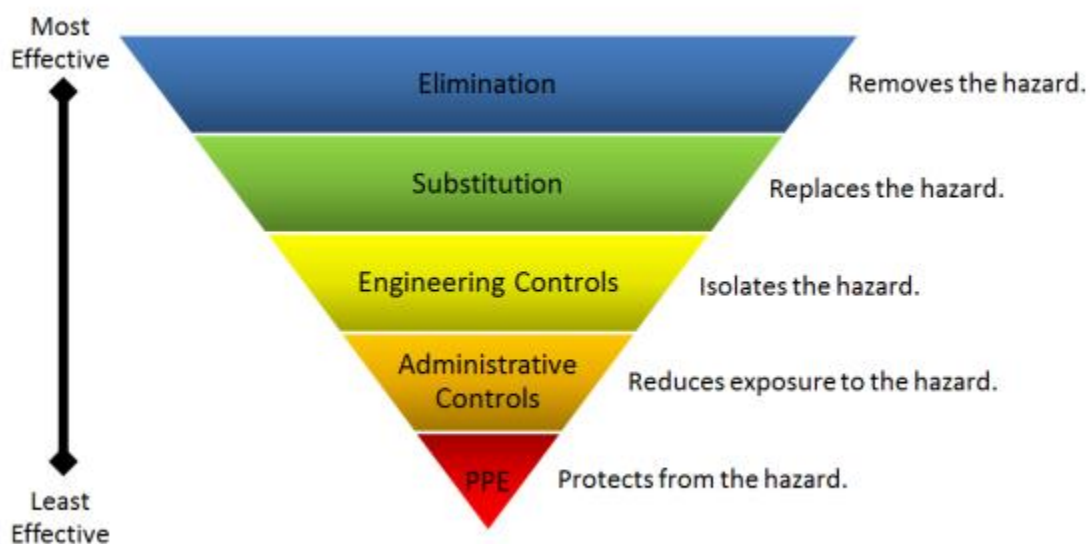 Most
Effective
Elimination
Removes the hazard.
Substitution
Replaces the hazard.
Engineering Controls
Isolates the hazard.
Administrative
Controls
Reduces exposure to the hazard.
PPE
Protects from the hazard.
Least
Effective